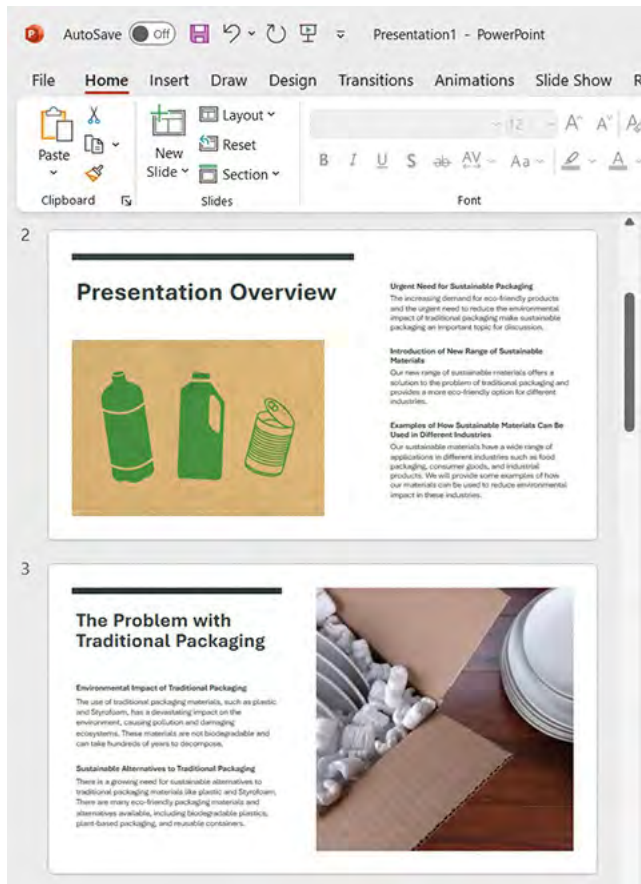 AutoSave Off Presentation1 - PowerPoint
File Home Insert Draw Design Transitions Animations Slide Show R
Paste
New
Slide
Layout
Reset
Section
12 A A
B I U S ab AV Aa A
Clipboard Slides Font
2
Presentation Overview
Urgent Need for Sustainable Packaging
The increasing demand for eco-friendly products
and the urgent need to reduce the environmental
impact of traditional packaging make sustainable
packaging an important topic for discussion.
Introduction of New Range of Sustainable
Materials
Our new range of sustainable materials offers a
solution to the problem of traditional packaging and
provides a more eco-friendly option for different
industries.
Examples of How Sustainable Materials Can Be
Used in Different Industries
Our sustainable materials have a wide range of
applications in different industries such as food
packaging, consumer goods, and industrial
products. We will provide some examples of how
our materials can be used to reduce environmental
impact in these industries.
3
The Problem with
Traditional Packaging
Environmental Impact of Traditional Packaging
The use of traditional packaging materials, such as plastic
and Styrofoam, has a devastating impact on the
environment, causing pollution and damaging
ecosystems. These materials are not biodegradable and
can take hundreds of years to decompose.
Sustainable Alternatives to Traditional Packaging
There is a growing need for sustainable alternatives to
traditional packaging materials like plastic and Styrofoam.
There are many eco-friendly packaging materials and
alternatives available, including biodegradable plastics,
plant-based packaging, and reusable containers.